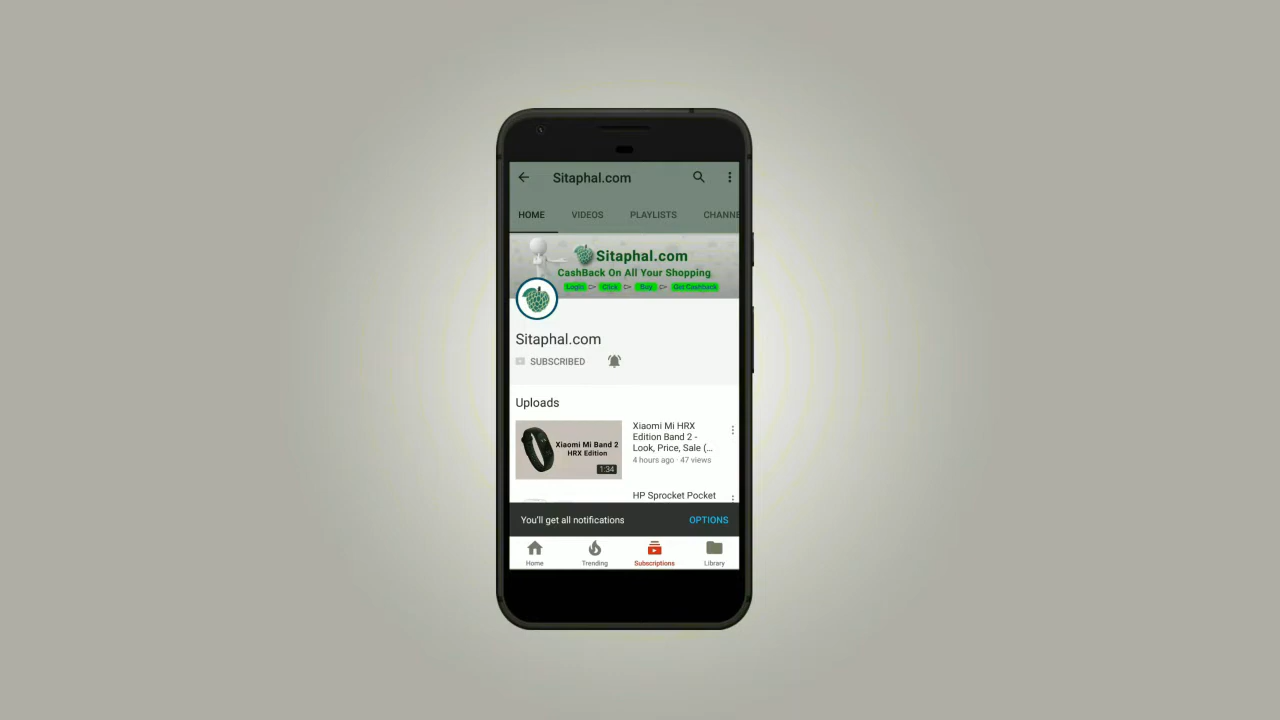 Sitaphal.com
HOME VIDEOS PLAYLISTS CHANNE
Sitaphal.com
CashBack On All Your Shopping
Login Click Buy Get Cashback
Sitaphal.com
SUBSCRIBED
Uploads
Xiaomi Mi Band 2
HRX Edition
1:34
Xiaomi Mi HRX
Edition Band 2 -
Look, Price, Sale (...
4 hours ago · 47 views
HP Sprocket Pocket
You'll get all notifications OPTIONS
Home Trending Subscriptions Library